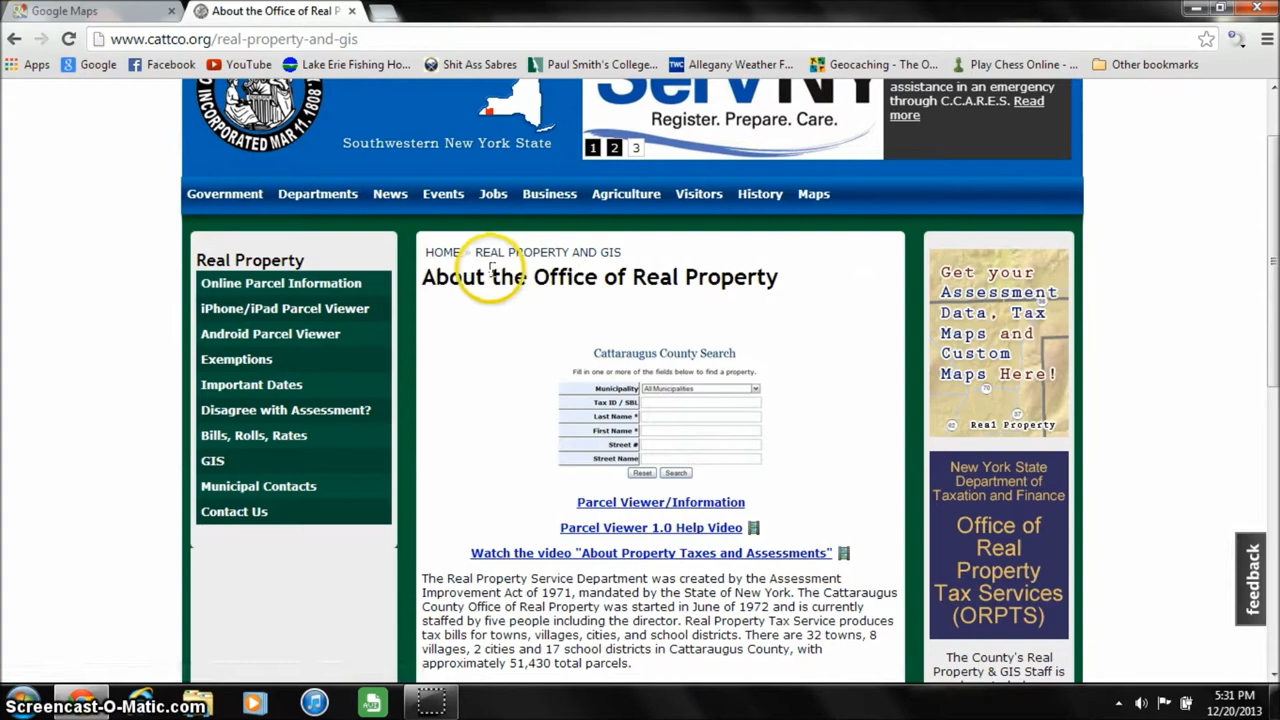 Google Maps
About the Office of Real P
www.cattco.org/real-property-and-gis
Apps
Google
Facebook
YouTube
Lake Erie Fishing Ho...
Shit Ass Sabres
Paul Smith's College...
Allegany Weather F...
Geocaching - The O...
Play Chess Online - ...
Other bookmarks
INCORPORATED MAR 11, 1808
Southwestern New York State
ServNY
Register. Prepare. Care.
1 2 3
assistance in an emergency
through C.C.A.R.E.S. Read
more
Government Departments News Events Jobs Business Agriculture Visitors History Maps
Real Property
Online Parcel Information
iPhone/iPad Parcel Viewer
Android Parcel Viewer
Exemptions
Important Dates
Disagree with Assessment?
Bills, Rolls, Rates
GIS
Municipal Contacts
Contact Us
HOME > REAL PROPERTY AND GIS
About the Office of Real Property
Cattaraugus County Search
Fill in one or more of the fields below to find a property.
Municipality All Municipalities
Tax ID / SBL
Last Name *
First Name *
Street #
Street Name
Reset Search
Parcel Viewer/Information
Parcel Viewer 1.0 Help Video
Watch the video "About Property Taxes and Assessments"
The Real Property Service Department was created by the Assessment
Improvement Act of 1971, mandated by the State of New York. The Cattaraugus
County Office of Real Property was started in June of 1972 and is currently
staffed by five people including the director. Real Property Tax Service produces
tax bills for towns, villages, cities, and school districts. There are 32 towns, 8
villages, 2 cities and 17 school districts in Cattaraugus County, with
approximately 51,430 total parcels.
Get your
Assessment
Data, Tax
Maps and
Custom
Maps Here!
Real Property
New York State
Department of
Taxation and Finance
Office of
Real
Property
Tax Services
(ORPTS)
The County's Real
Property & GIS Staff is
feedback
Screencast-O-Matic.com
5:31 PM
12/20/2013